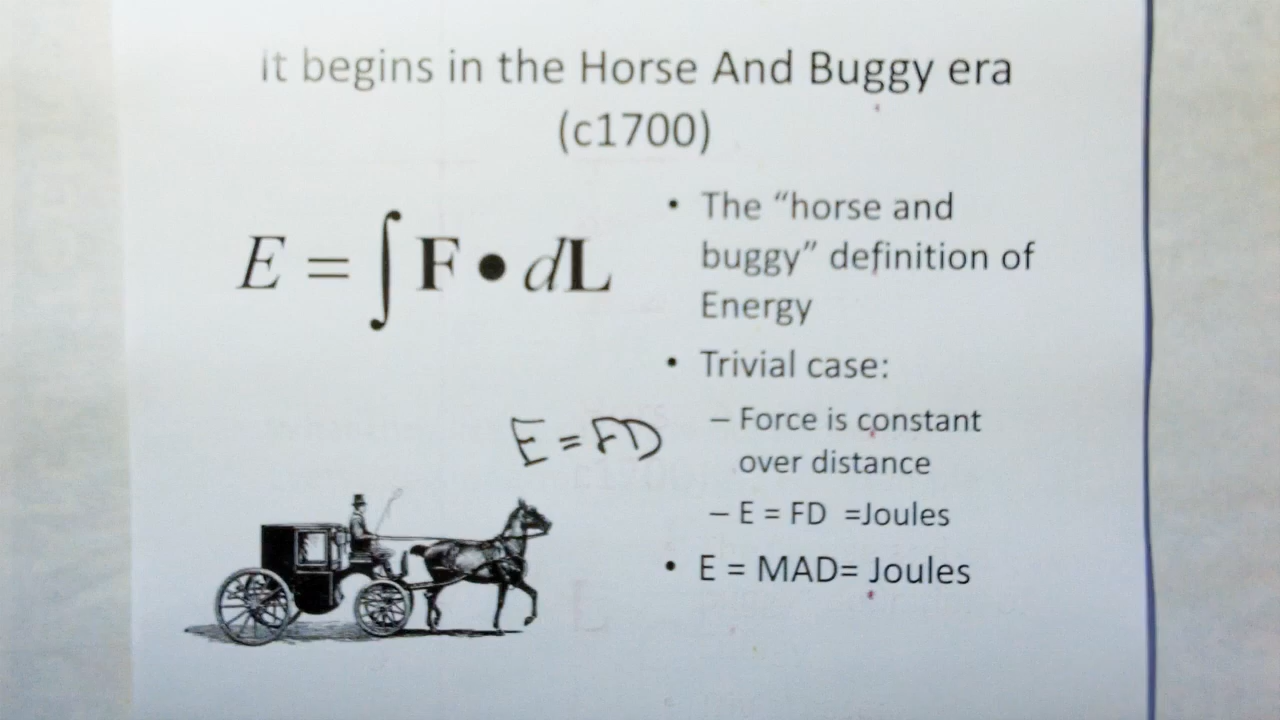 It begins in the Horse And Buggy era
(c1700)
E = ∫ F • dL
• The “horse and
buggy” definition of
Energy
• Trivial case:
– Force is constant
over distance
– E = FD =Joules
• E = MAD= Joules
E = FD